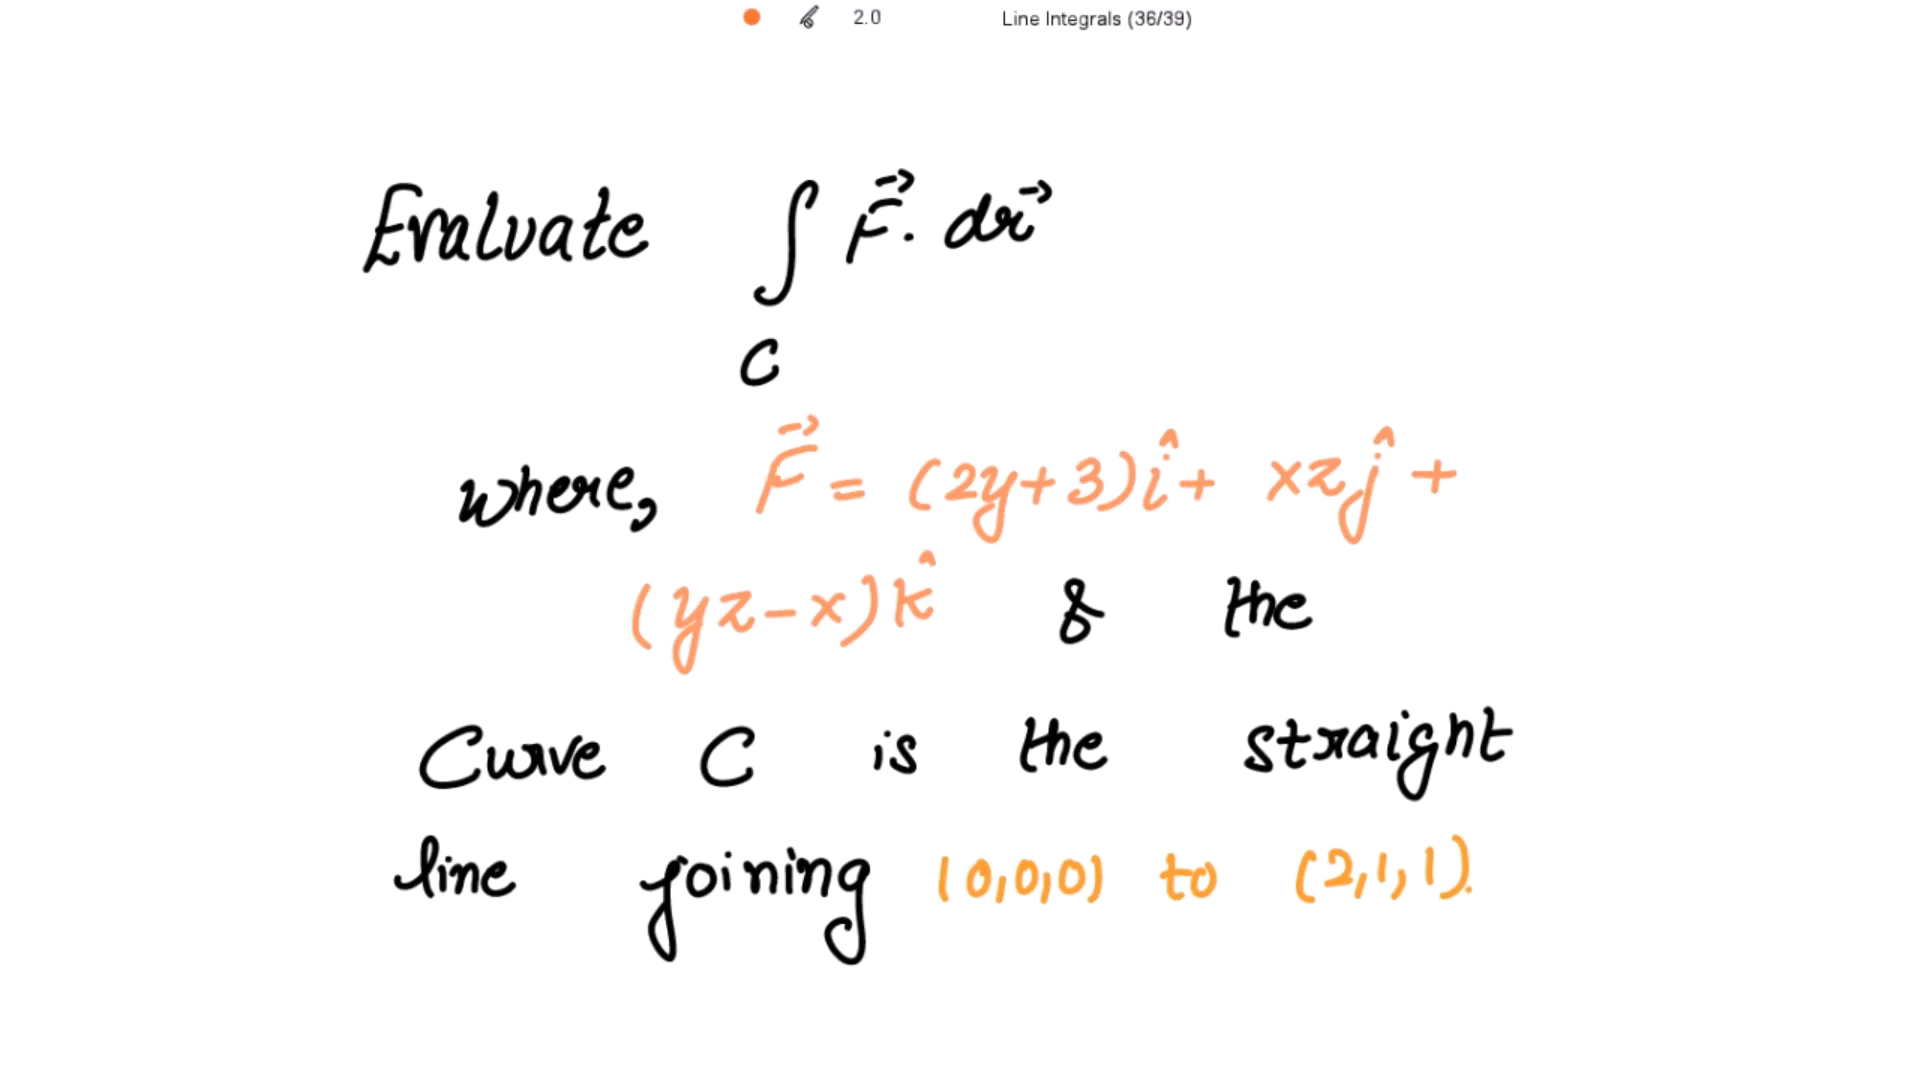 2.0 Line Integrals (36/39)
Evaluate ∫ F⃗ . dr⃗
C
where, F⃗ = (2y+3)î + xzĵ +
(yz-x)k̂ & the
Curve C is the straight
line joining (0,0,0) to (2,1,1).